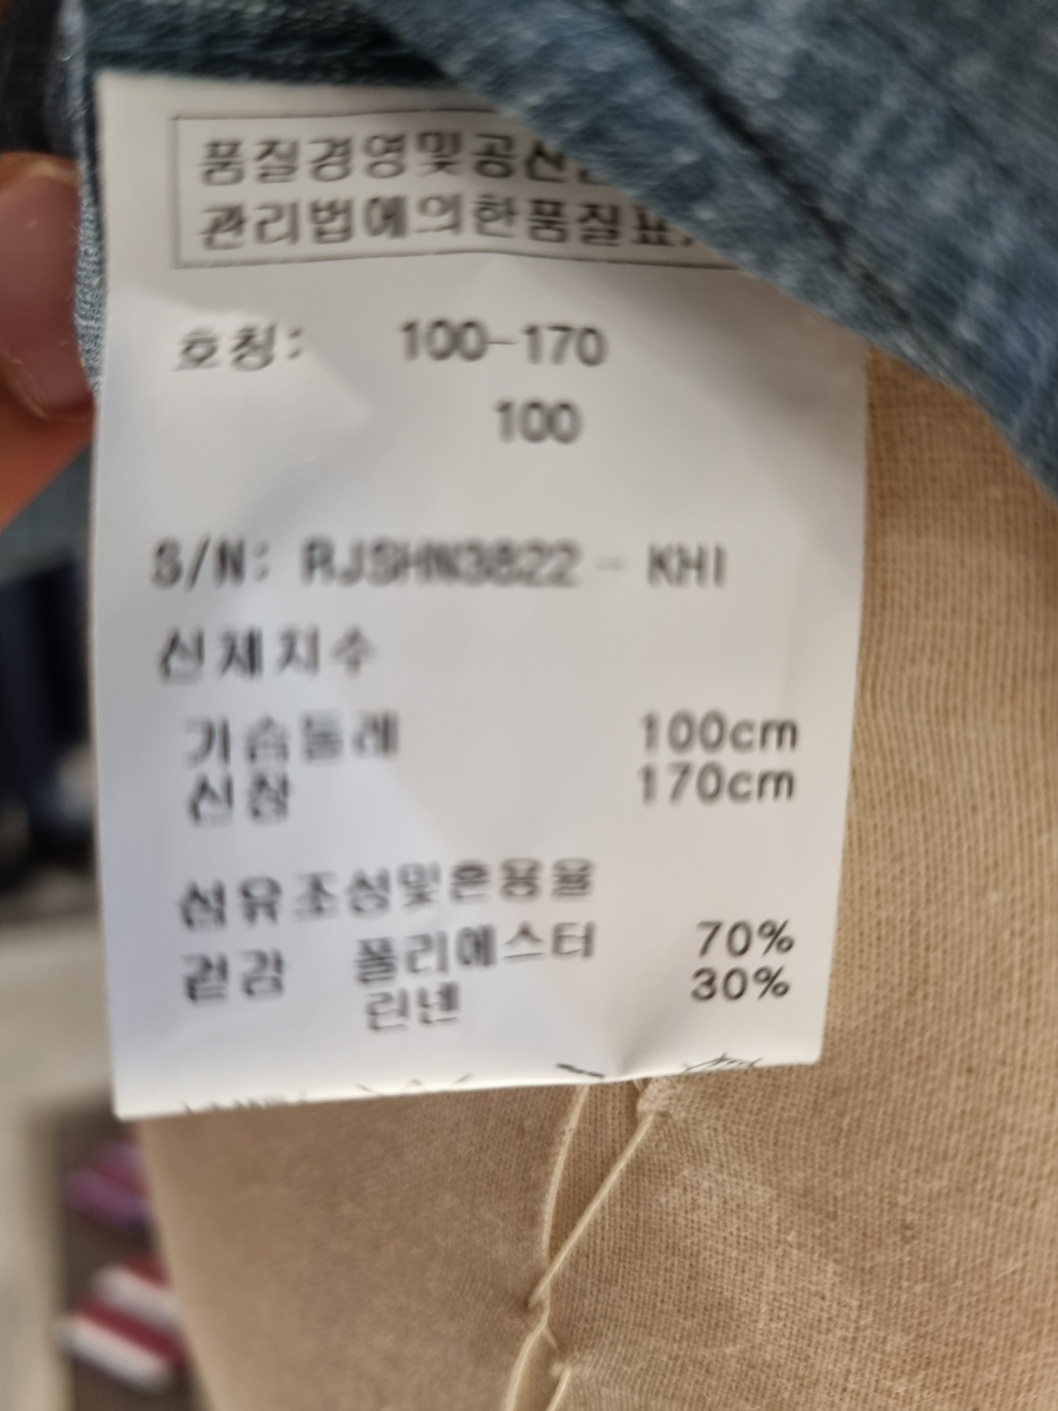 품질경영및공산
관리법에의한품질표
호칭: 100-170
100
S/N: RJSHN3822 - KHI
신체치수
가슴둘레 100cm
신장 170cm
섬유조성및혼용율
겉감 폴리에스터 70%
린넨 30%